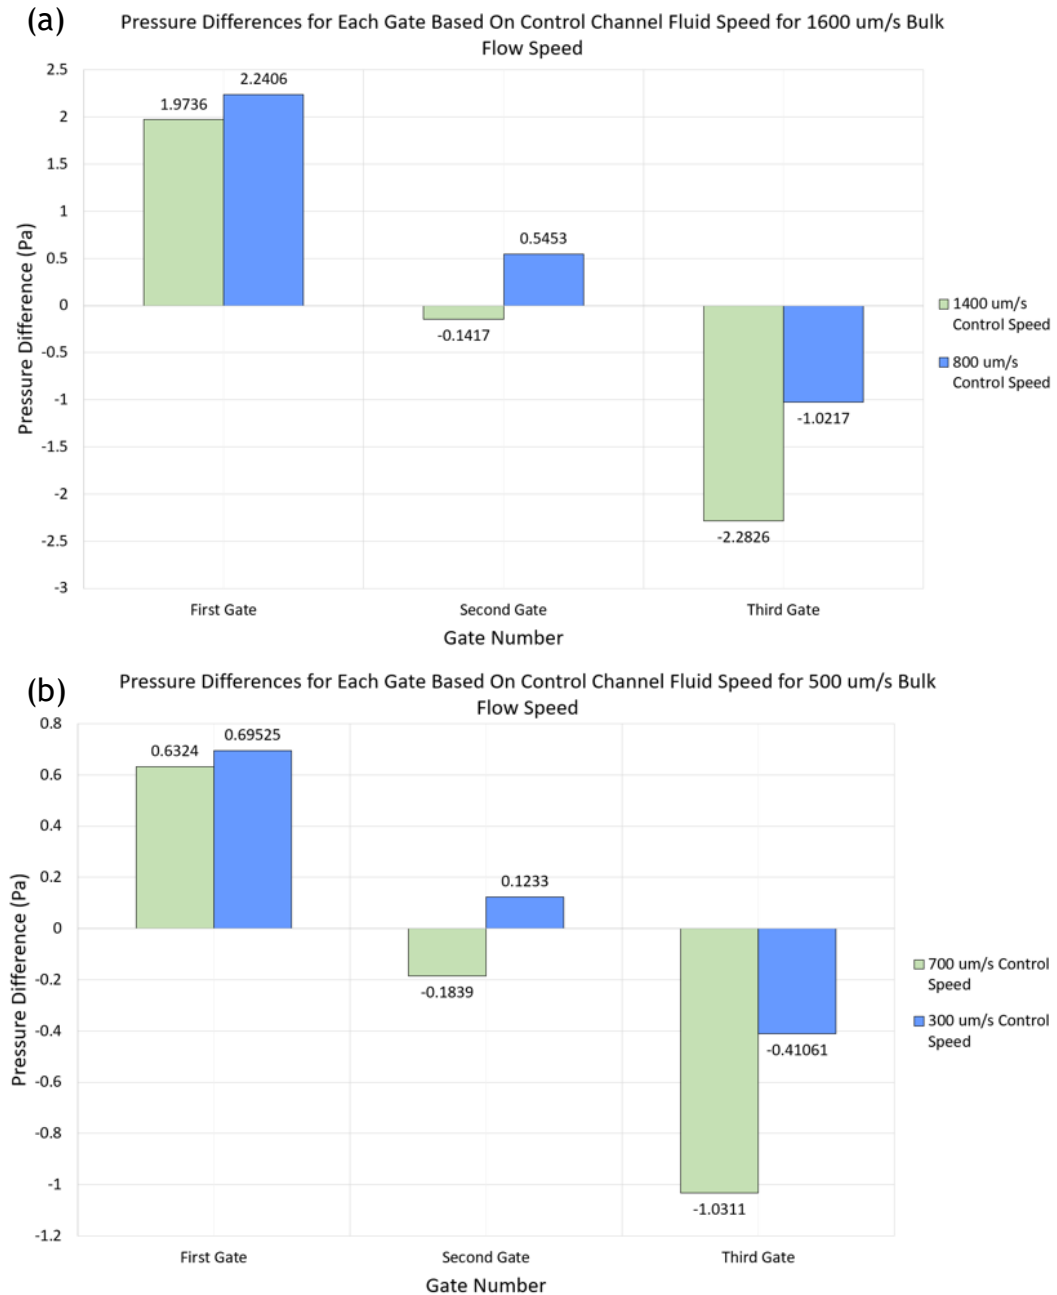 (a)
Pressure Differences for Each Gate Based On Control Channel Fluid Speed for 1600 um/s Bulk
Flow Speed
2.5
2
1.5
1
0.5
0
-0.5
-1
-1.5
-2
-2.5
-3
Pressure Difference (Pa)
1.9736
2.2406
-0.1417
0.5453
-2.2826
-1.0217
First Gate
Second Gate
Third Gate
Gate Number
1400 um/s
Control Speed
800 um/s
Control Speed
(b)
Pressure Differences for Each Gate Based On Control Channel Fluid Speed for 500 um/s Bulk
Flow Speed
0.8
0.6
0.4
0.2
0
-0.2
-0.4
-0.6
-0.8
-1
-1.2
Pressure Difference (Pa)
0.6324
0.69525
-0.1839
0.1233
-1.0311
-0.41061
First Gate
Second Gate
Third Gate
Gate Number
700 um/s Control
Speed
300 um/s Control
Speed